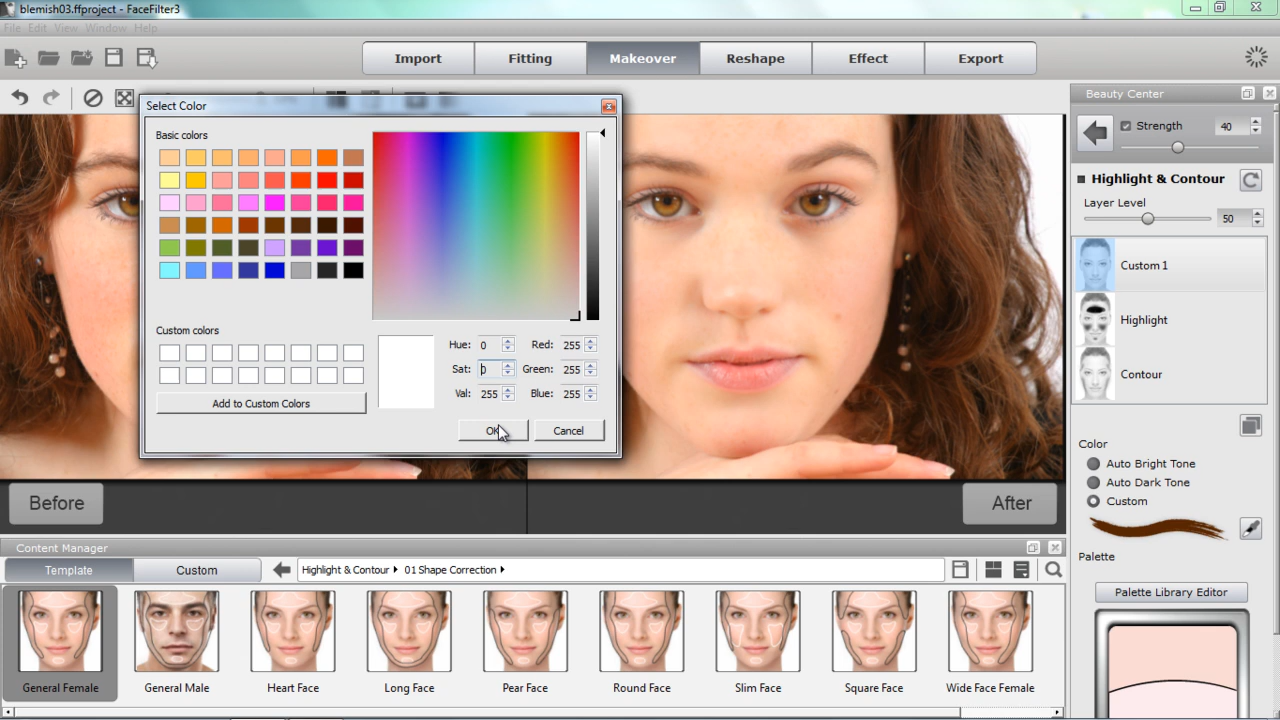 blemish03.ffproject - FaceFilter3
File Edit View Window Help
Import Fitting Makeover Reshape Effect Export
Select Color
Basic colors
Custom colors
Add to Custom Colors
Hue: 0 Red: 255
Sat: 0 Green: 255
Val: 255 Blue: 255
OK Cancel
Before
After
Beauty Center
Strength 40
Highlight & Contour
Layer Level
50
Custom 1
Highlight
Contour
Color
Auto Bright Tone
Auto Dark Tone
Custom
Palette
Palette Library Editor
Content Manager
Template Custom Highlight & Contour 01 Shape Correction
General Female General Male Heart Face Long Face Pear Face Round Face Slim Face Square Face Wide Face Female